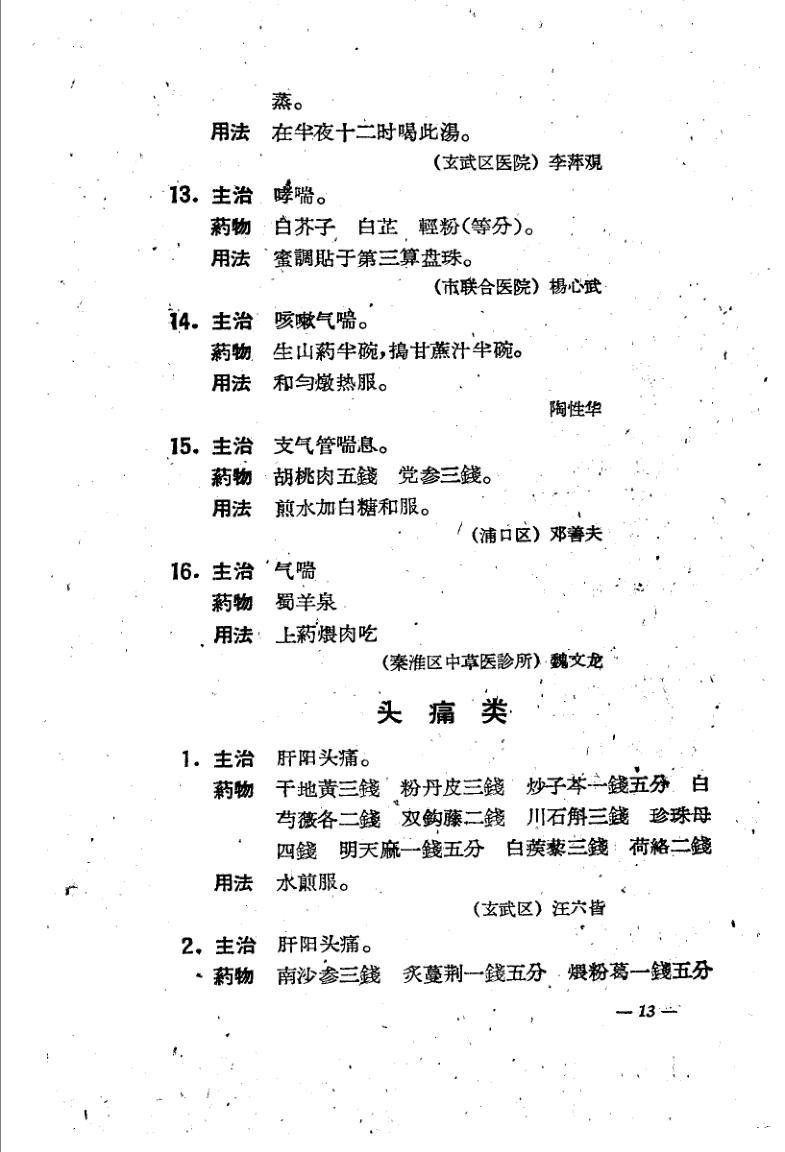 蒸。
用法 在半夜十二时喝此湯。
(玄武区医院) 李萍覌
13. 主治 哮喘。
葯物 白芥子 白芷 輕粉(等分)。
用法 蜜調貼于第三算盘珠。
(市联合医院) 楊心武
14. 主治 咳嗽气喘。
葯物 生山葯半碗,搗甘蔗汁半碗。
用法 和匀燉热服。
陶性华
15. 主治 支气管喘息。
葯物 胡桃肉五錢 党参三錢。
用法 煎水加白糖和服。
(浦口区) 邓善夫
16. 主治 气喘
葯物 蜀羊泉
用法 上葯煨肉吃
(秦淮区中草医診所) 魏文龙
头痛类
1. 主治 肝阳头痛。
葯物 干地黄三錢 粉丹皮三錢 炒子芩一錢五分 白
芍薇各二錢 双鈎藤二錢 川石斛三錢 珍珠母
四錢 明天麻一錢五分 白蒺藜三錢 荷絡二錢
用法 水煎服。
(玄武区) 汪六皆
2. 主治 肝阳头痛。
葯物 南沙参三錢 炙蔓荆一錢五分 煨粉葛一錢五分
— 13 —